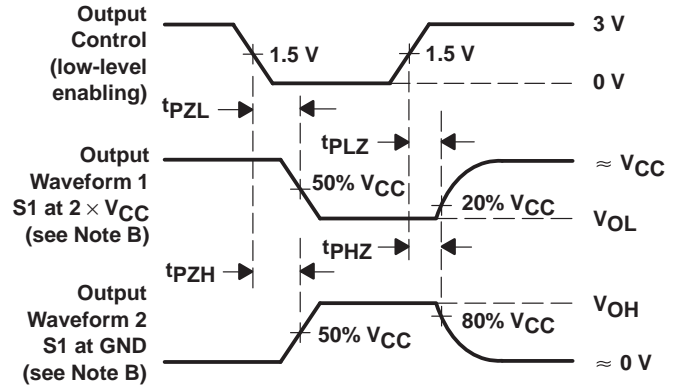 Output
Control
(low-level
enabling)
1.5 V
1.5 V
3 V
0 V
tPZL
tPLZ
Output
Waveform 1
S1 at 2 × VCC
(see Note B)
50% VCC
20% VCC
≈ VCC
VOL
tPZH
tPHZ
Output
Waveform 2
S1 at GND
(see Note B)
50% VCC
80% VCC
VOH
≈ 0 V